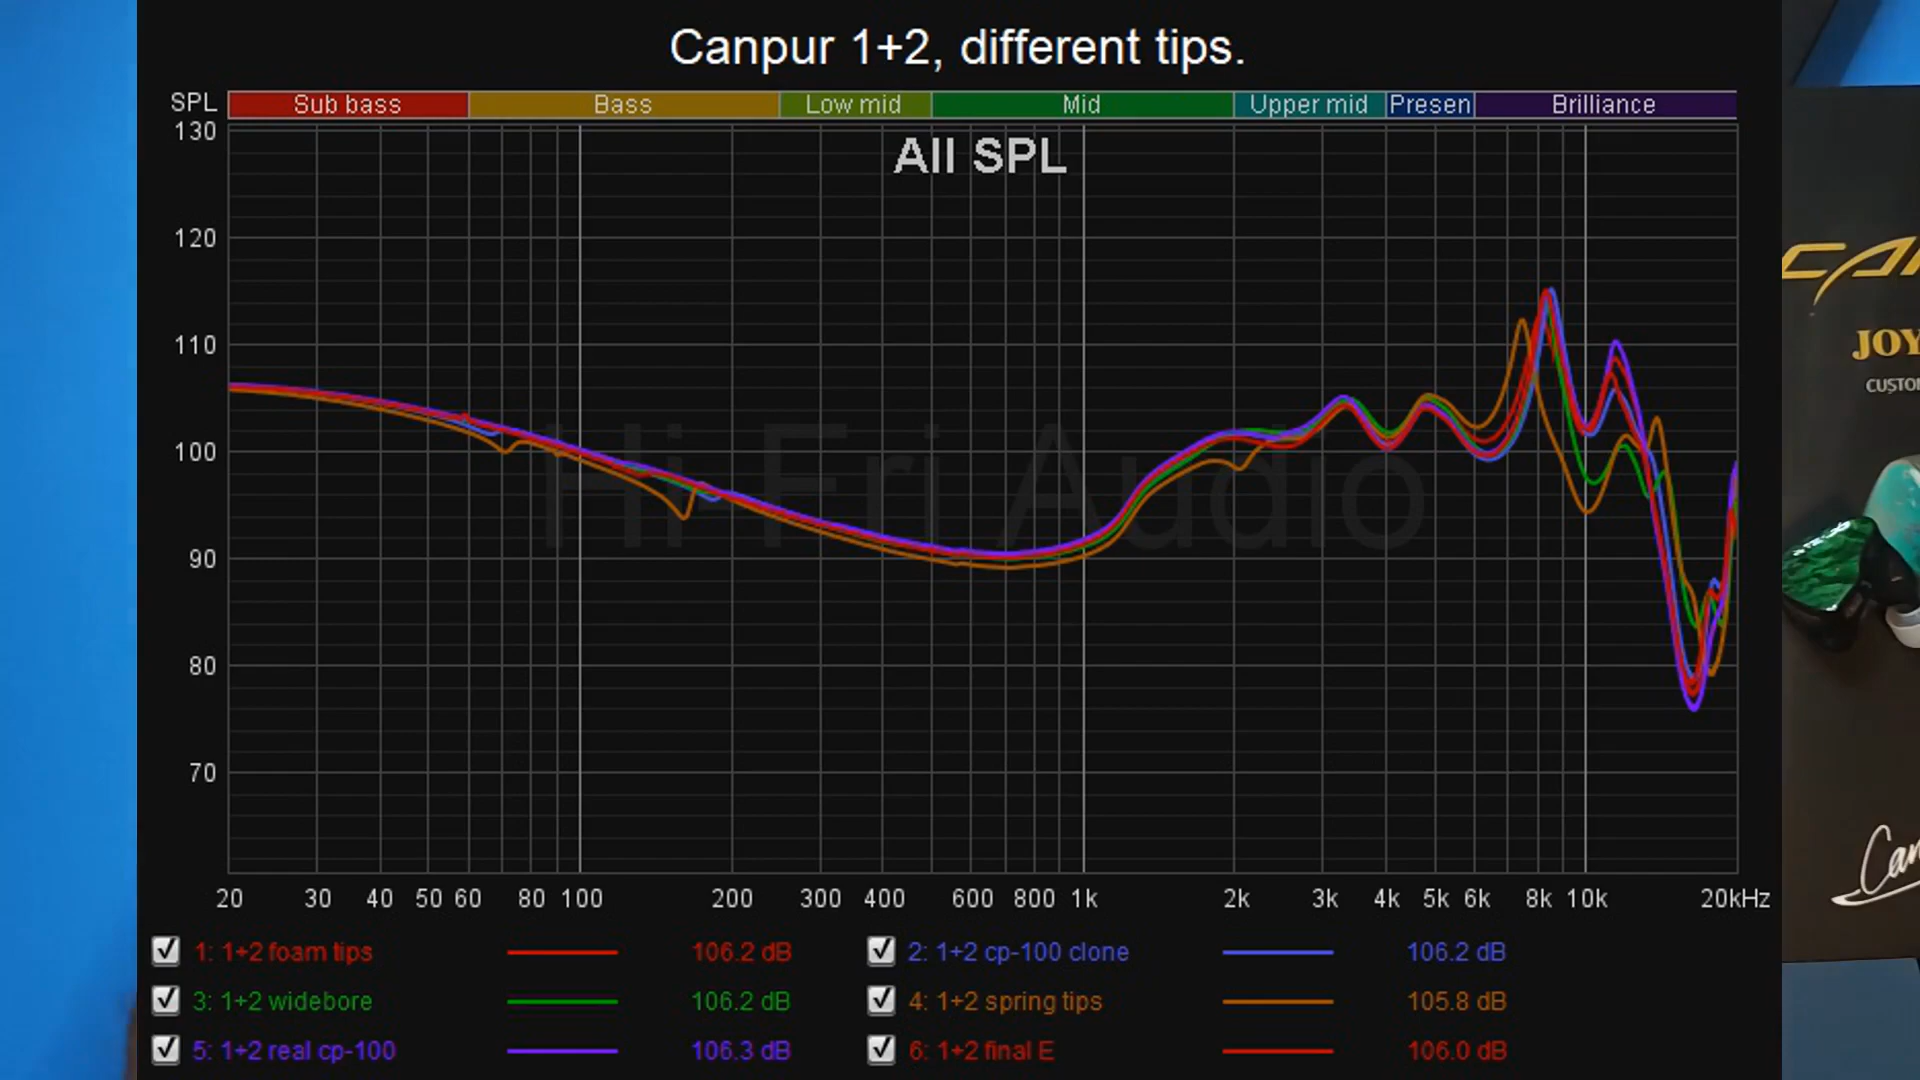 Canpur 1+2, different tips.
SPL Sub bass Bass Low mid Mid Upper mid Presen Brilliance
130
All SPL
120
110
JOY
CUSTO
100
Hi-Fri Audio
90
80
70
20 30 40 50 60 80 100 200 300 400 600 800 1k 2k 3k 4k 5k 6k 8k 10k 20kHz
1: 1+2 foam tips 106.2 dB 2: 1+2 cp-100 clone 106.2 dB
3: 1+2 widebore 106.2 dB 4: 1+2 spring tips 105.8 dB
5: 1+2 real cp-100 106.3 dB 6: 1+2 final E 106.0 dB